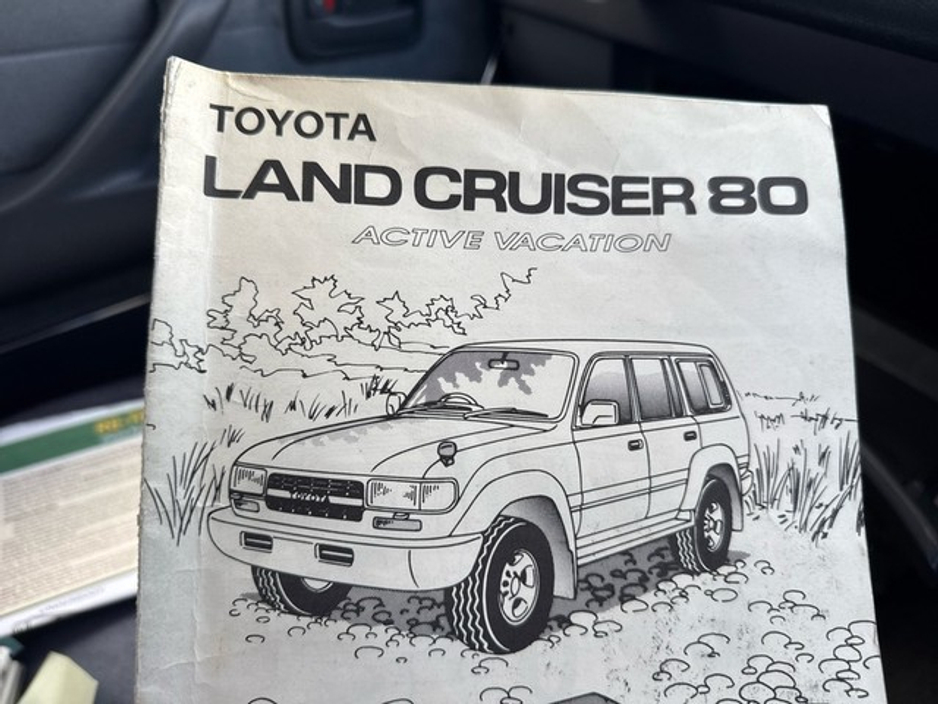 TOYOTA
LAND CRUISER 80
ACTIVE VACATION
TOYOTA